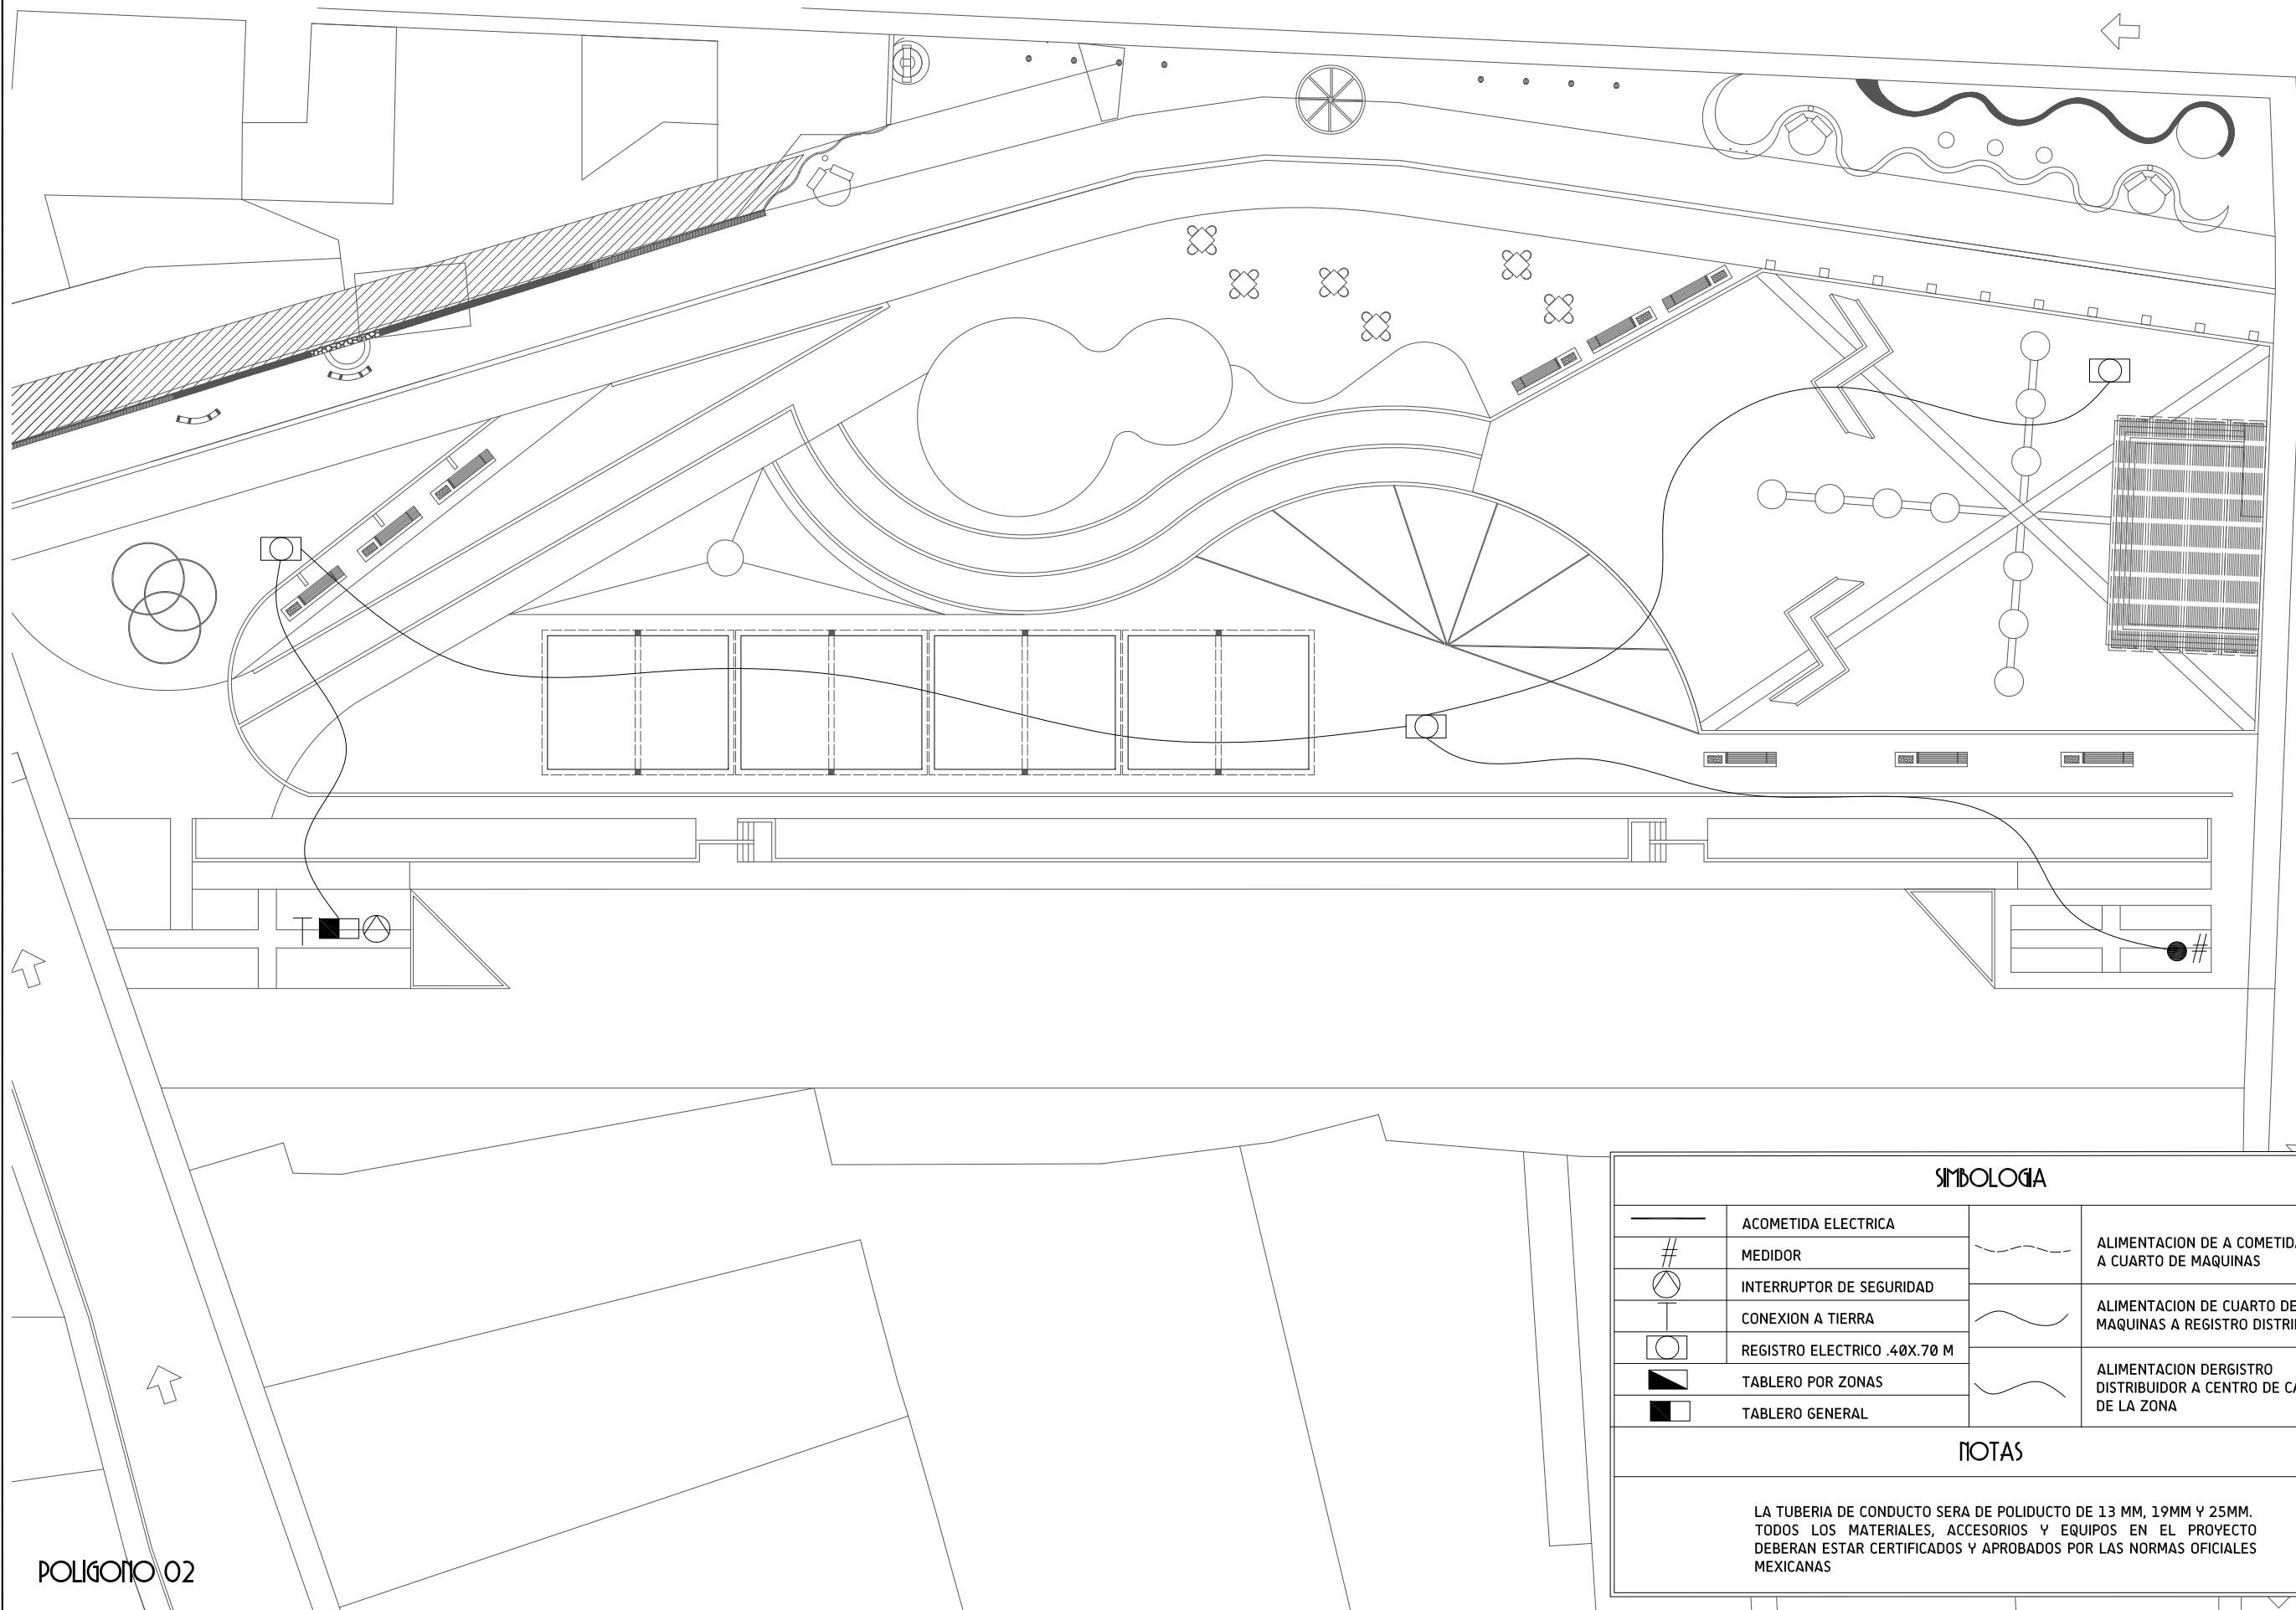 SIMBOLOGIA
ACOMETIDA ELECTRICA
MEDIDOR
INTERRUPTOR DE SEGURIDAD
CONEXION A TIERRA
REGISTRO ELECTRICO .40X.70 M
TABLERO POR ZONAS
TABLERO GENERAL
ALIMENTACION DE A
A CUARTO DE MAQUINAS
ALIMENTACION DE CUARTO DE
MAQUINAS A REGISTRO
ALIMENTACION DERGISTRO
DISTRIBUIDOR A CENTRO DE
DE LA ZONA
NOTAS
LA TUBERIA DE CONDUCTO SERA DE POLIDUCTO DE 13 MM, 19MM Y 25MM.
TODOS LOS MATERIALES, ACCESORIOS Y EQUIPOS EN EL PROYECTO
DEBERAN ESTAR CERTIFICADOS Y APROBADOS POR LAS NORMAS OFICIALES
MEXICANAS
POLIGONO 02